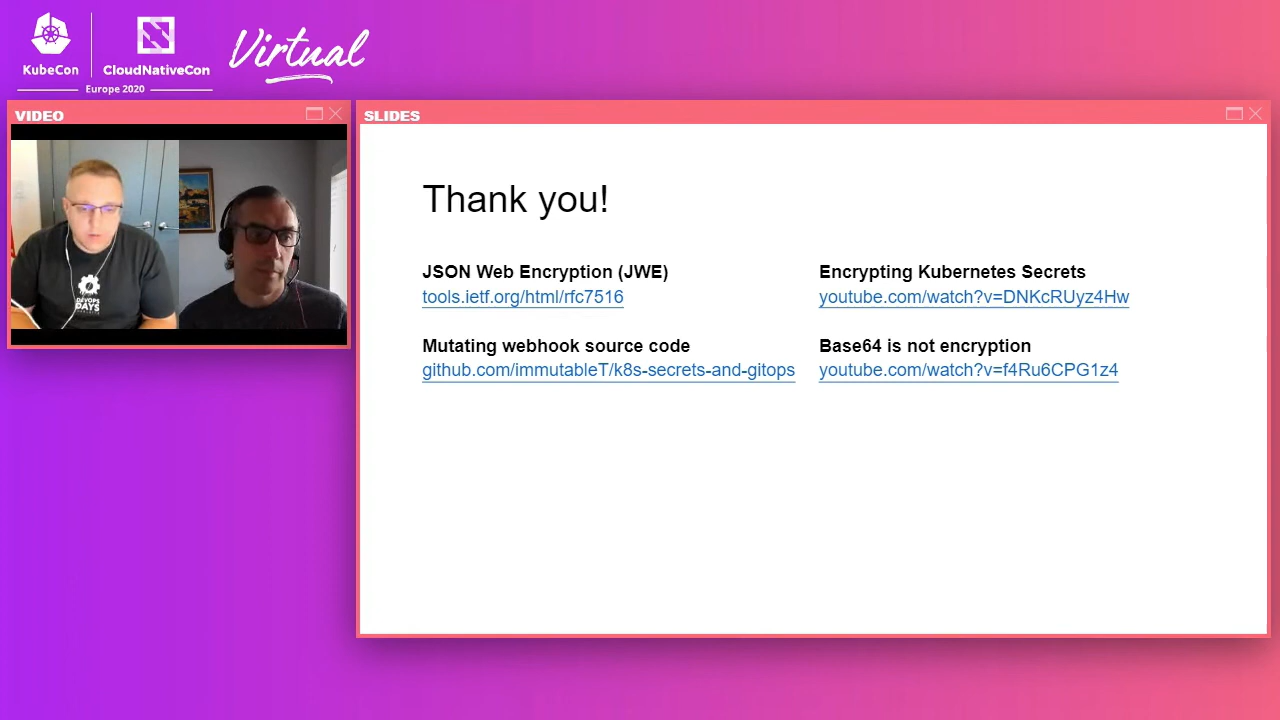 KubeCon
CloudNativeCon
Virtual
Europe 2020
VIDEO
SLIDES
DEVOPS
DAYS
Thank you!
JSON Web Encryption (JWE)
tools.ietf.org/html/rfc7516
Encrypting Kubernetes Secrets
youtube.com/watch?v=DNKcRUyz4Hw
Mutating webhook source code
github.com/immutableT/k8s-secrets-and-gitops
Base64 is not encryption
youtube.com/watch?v=f4Ru6CPG1z4